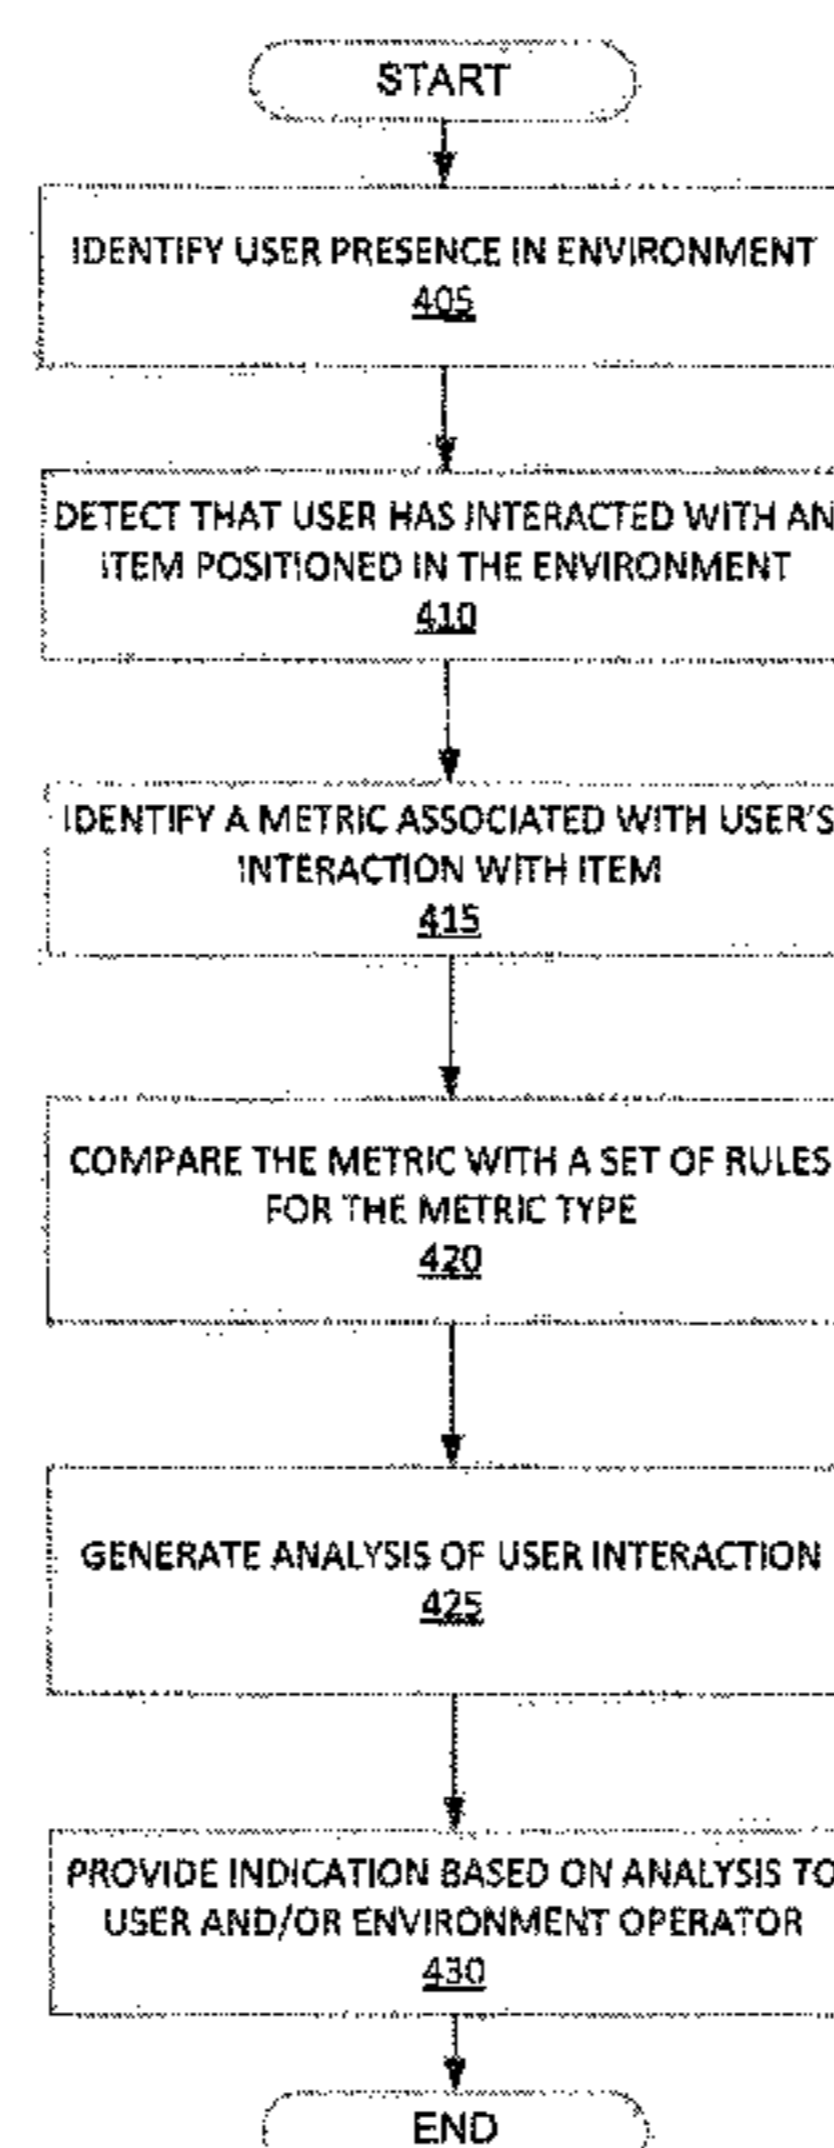 START
IDENTIFY USER PRESENCE IN ENVIRONMENT
405
DETECT THAT USER HAS INTERACTED WITH AN
ITEM POSITIONED IN THE ENVIRONMENT
410
IDENTIFY A METRIC ASSOCIATED WITH USER'S
INTERACTION WITH ITEM
415
COMPARE THE METRIC WITH A SET OF RULES
FOR THE METRIC TYPE
420
GENERATE ANALYSIS OF USER INTERACTION
425
PROVIDE INDICATION BASED ON ANALYSIS TO
USER AND/OR ENVIRONMENT OPERATOR
430
END